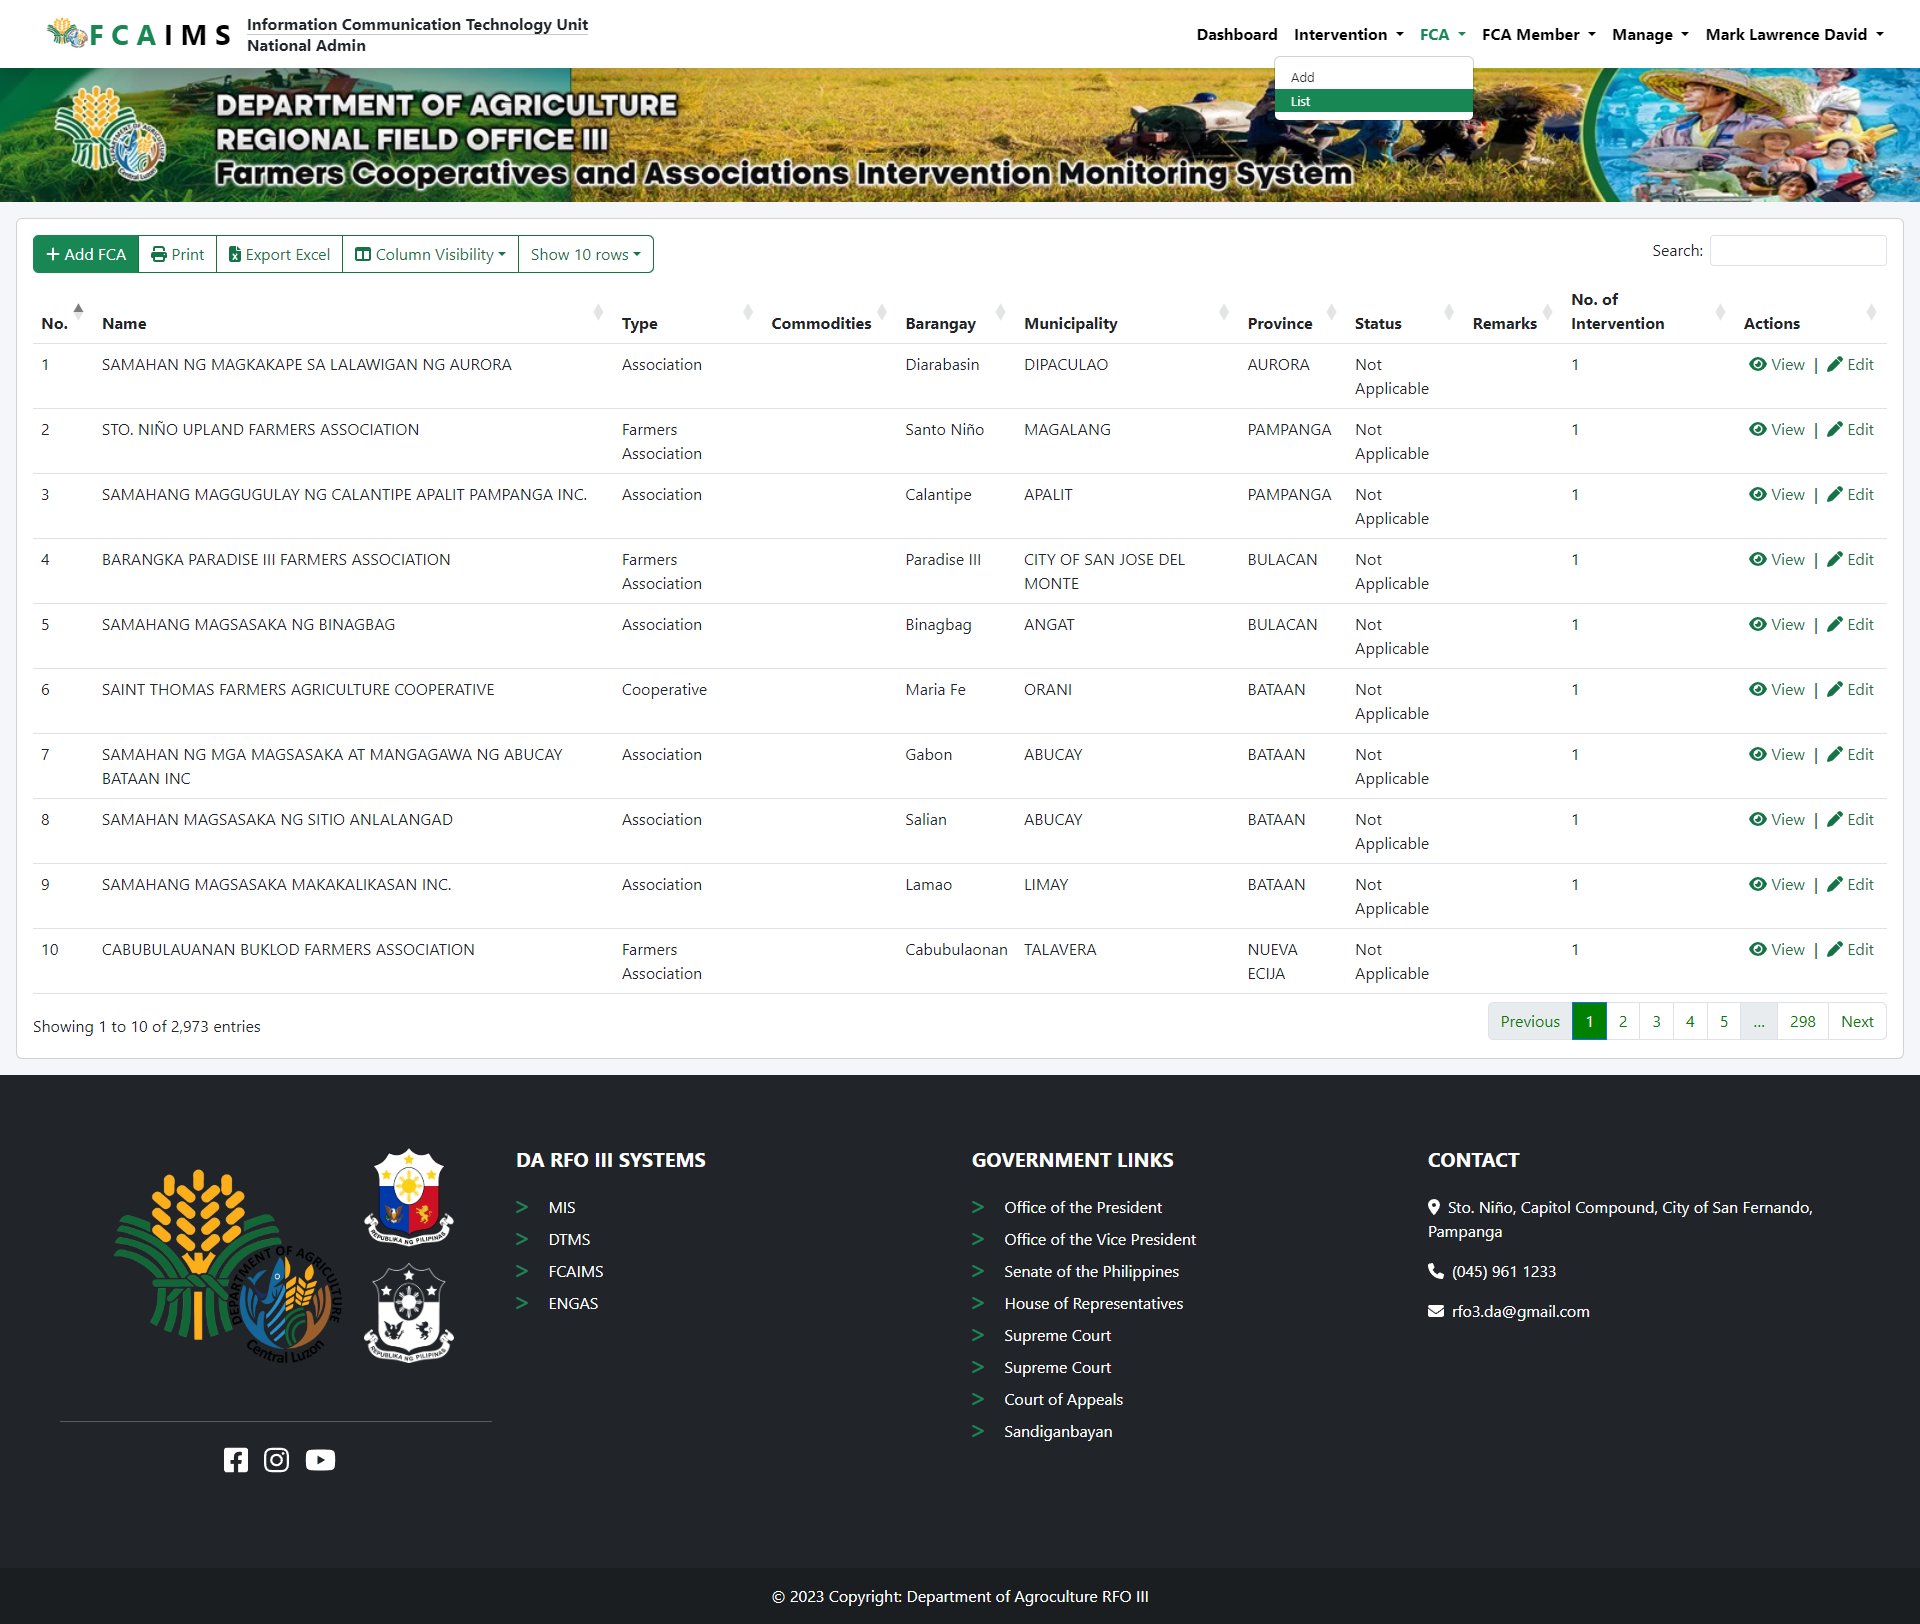 FCAIMS
Information Communication Technology Unit
National Admin
Dashboard Intervention FCA FCA Member Manage Mark Lawrence David
Add
List
DEPARTMENT OF AGRICULTURE
REGIONAL FIELD OFFICE III
Farmers Cooperatives and Associations Intervention Monitoring System
Central Luzon
+ Add FCA Print Export Excel Column Visibility Show 10 rows
Search:
No. Name Type Commodities Barangay Municipality Province Status Remarks No. of Intervention Actions
1 SAMAHAN NG MAGKAKAPE SA LALAWIGAN NG AURORA Association Diarabasin DIPACULAO AURORA Not Applicable 1 View | Edit
2 STO. NIÑO UPLAND FARMERS ASSOCIATION Farmers Association Santo Niño MAGALANG PAMPANGA Not Applicable 1 View | Edit
3 SAMAHANG MAGGUGULAY NG CALANTIPE APALIT PAMPANGA INC. Association Calantipe APALIT PAMPANGA Not Applicable 1 View | Edit
4 BARANGKA PARADISE III FARMERS ASSOCIATION Farmers Association Paradise III CITY OF SAN JOSE DEL MONTE BULACAN Not Applicable 1 View | Edit
5 SAMAHANG MAGSASAKA NG BINAGBAG Association Binagbag ANGAT BULACAN Not Applicable 1 View | Edit
6 SAINT THOMAS FARMERS AGRICULTURE COOPERATIVE Cooperative Maria Fe ORANI BATAAN Not Applicable 1 View | Edit
7 SAMAHAN NG MGA MAGSASAKA AT MANGAGAWA NG ABUCAY BATAAN INC Association Gabon ABUCAY BATAAN Not Applicable 1 View | Edit
8 SAMAHAN MAGSASAKA NG SITIO ANLALANGAD Association Salian ABUCAY BATAAN Not Applicable 1 View | Edit
9 SAMAHANG MAGSASAKA MAKAKALIKASAN INC. Association Lamao LIMAY BATAAN Not Applicable 1 View | Edit
10 CABUBULAUANAN BUKLOD FARMERS ASSOCIATION Farmers Association Cabubulaonan TALAVERA NUEVA ECIJA Not Applicable 1 View | Edit
Showing 1 to 10 of 2,973 entries
Previous 1 2 3 4 5 … 298 Next
DEPARTMENT OF AGRICULTURE
Central Luzon
REPUBLIKA NG PILIPINAS
REPUBLIKA NG PILIPINAS
DA RFO III SYSTEMS
> MIS
> DTMS
> FCAIMS
> ENGAS
GOVERNMENT LINKS
> Office of the President
> Office of the Vice President
> Senate of the Philippines
> House of Representatives
> Supreme Court
> Supreme Court
> Court of Appeals
> Sandiganbayan
CONTACT
Sto. Niño, Capitol Compound, City of San Fernando,
Pampanga
(045) 961 1233
rfo3.da@gmail.com
© 2023 Copyright: Department of Agroculture RFO III